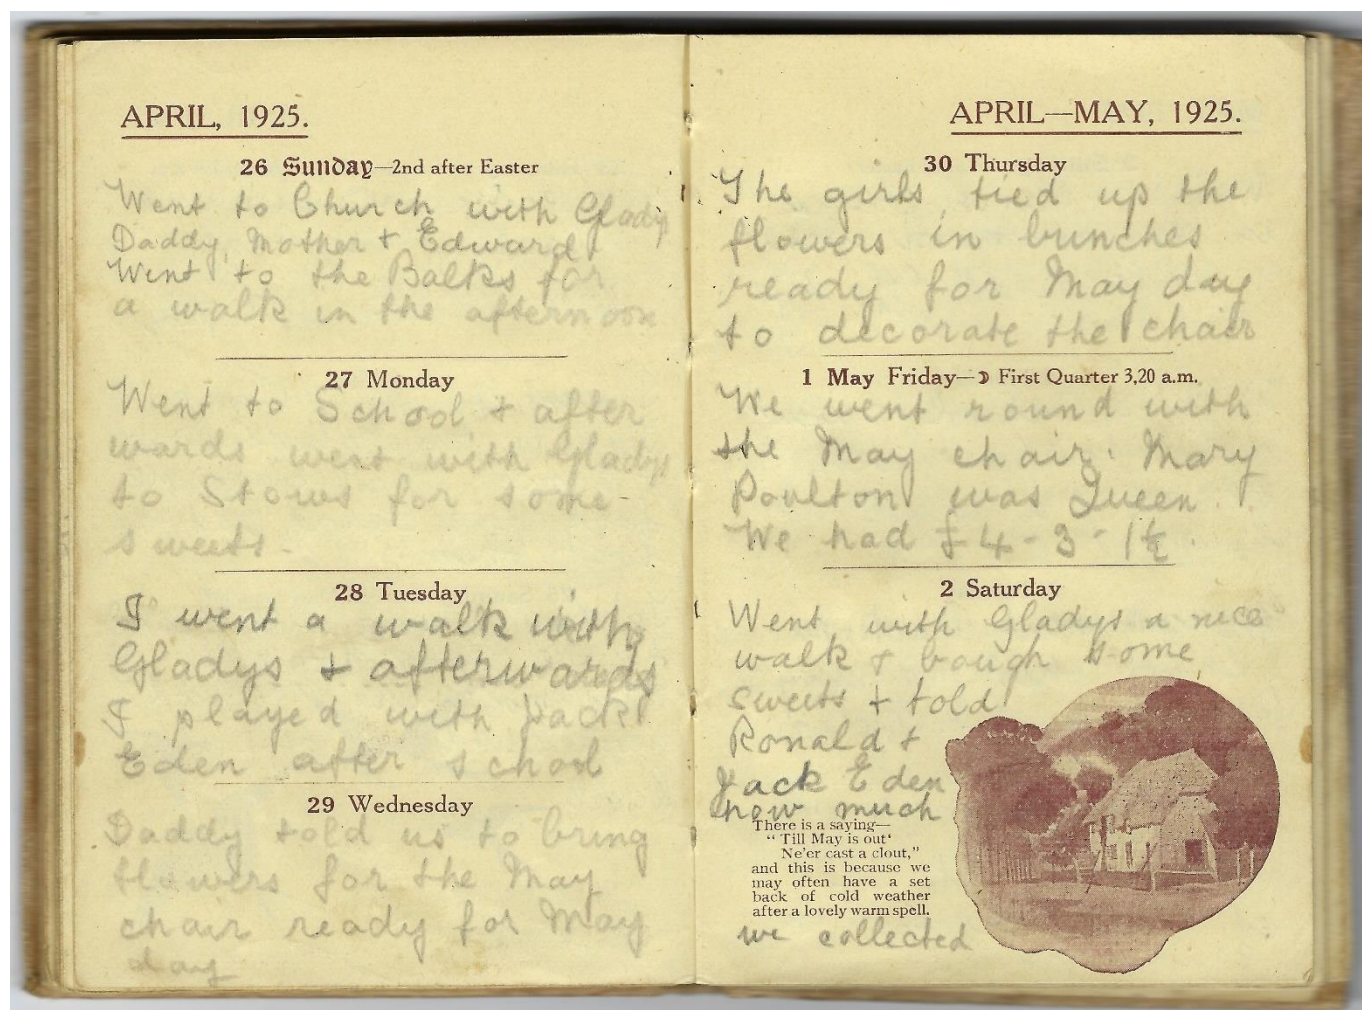 APRIL, 1925.
26 Sunday—2nd after Easter
Went to Church with Gladys
Daddy, Mother + Edward
Went to the Balks for
a walk in the afternoon
27 Monday
Went to School + after
wards went with Gladys
to Stows for some-
sweets.
28 Tuesday
I went a walk with
Gladys + afterwards
I played with Jack
Eden after school
29 Wednesday
Daddy told us to bring
flowers for the May
chair ready for May
day
APRIL—MAY, 1925.
30 Thursday
The girls tied up the
flowers in bunches
ready for May day
to decorate the chair
1 May Friday—☽ First Quarter 3,20 a.m.
We went round with
the May chair. Mary
Poulton was Queen.
We had £4-3-1½.
2 Saturday
Went with Gladys a nice
walk + bough some
sweets + told
Ronald +
Jack Eden
how much
There is a saying—
"Till May is out'
Ne'er cast a clout,"
and this is because we
may often have a set
back of cold weather
after a lovely warm spell.
we collected